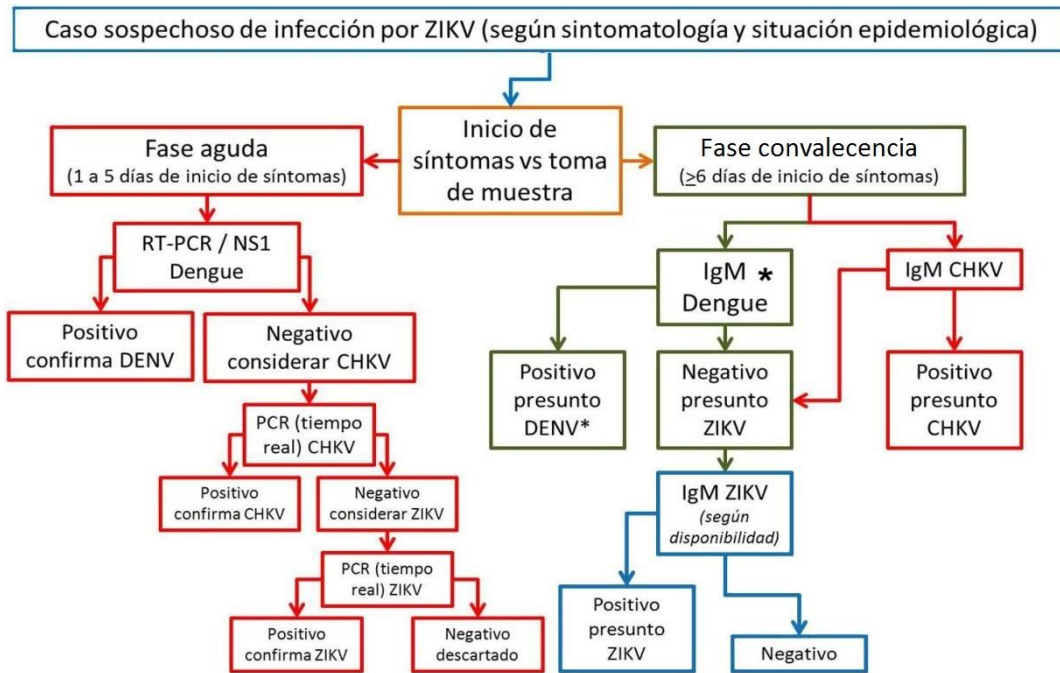 Caso sospechoso de infección por ZIKV (según sintomatología y situación epidemiológica)
Inicio de
síntomas vs toma
de muestra
Fase aguda
(1 a 5 días de inicio de síntomas)
RT-PCR / NS1
Dengue
Positivo
confirma DENV
Negativo
considerar CHKV
PCR (tiempo
real) CHKV
Positivo
confirma CHKV
Negativo
considerar ZIKV
PCR (tiempo
real) ZIKV
Positivo
confirma ZIKV
Negativo
descartado
Fase convalecencia
(≥6 días de inicio de síntomas)
IgM *
Dengue
IgM CHKV
Positivo
presunto
DENV*
Negativo
presunto
ZIKV
Positivo
presunto
CHKV
IgM ZIKV
(según
disponibilidad)
Positivo
presunto
ZIKV
Negativo